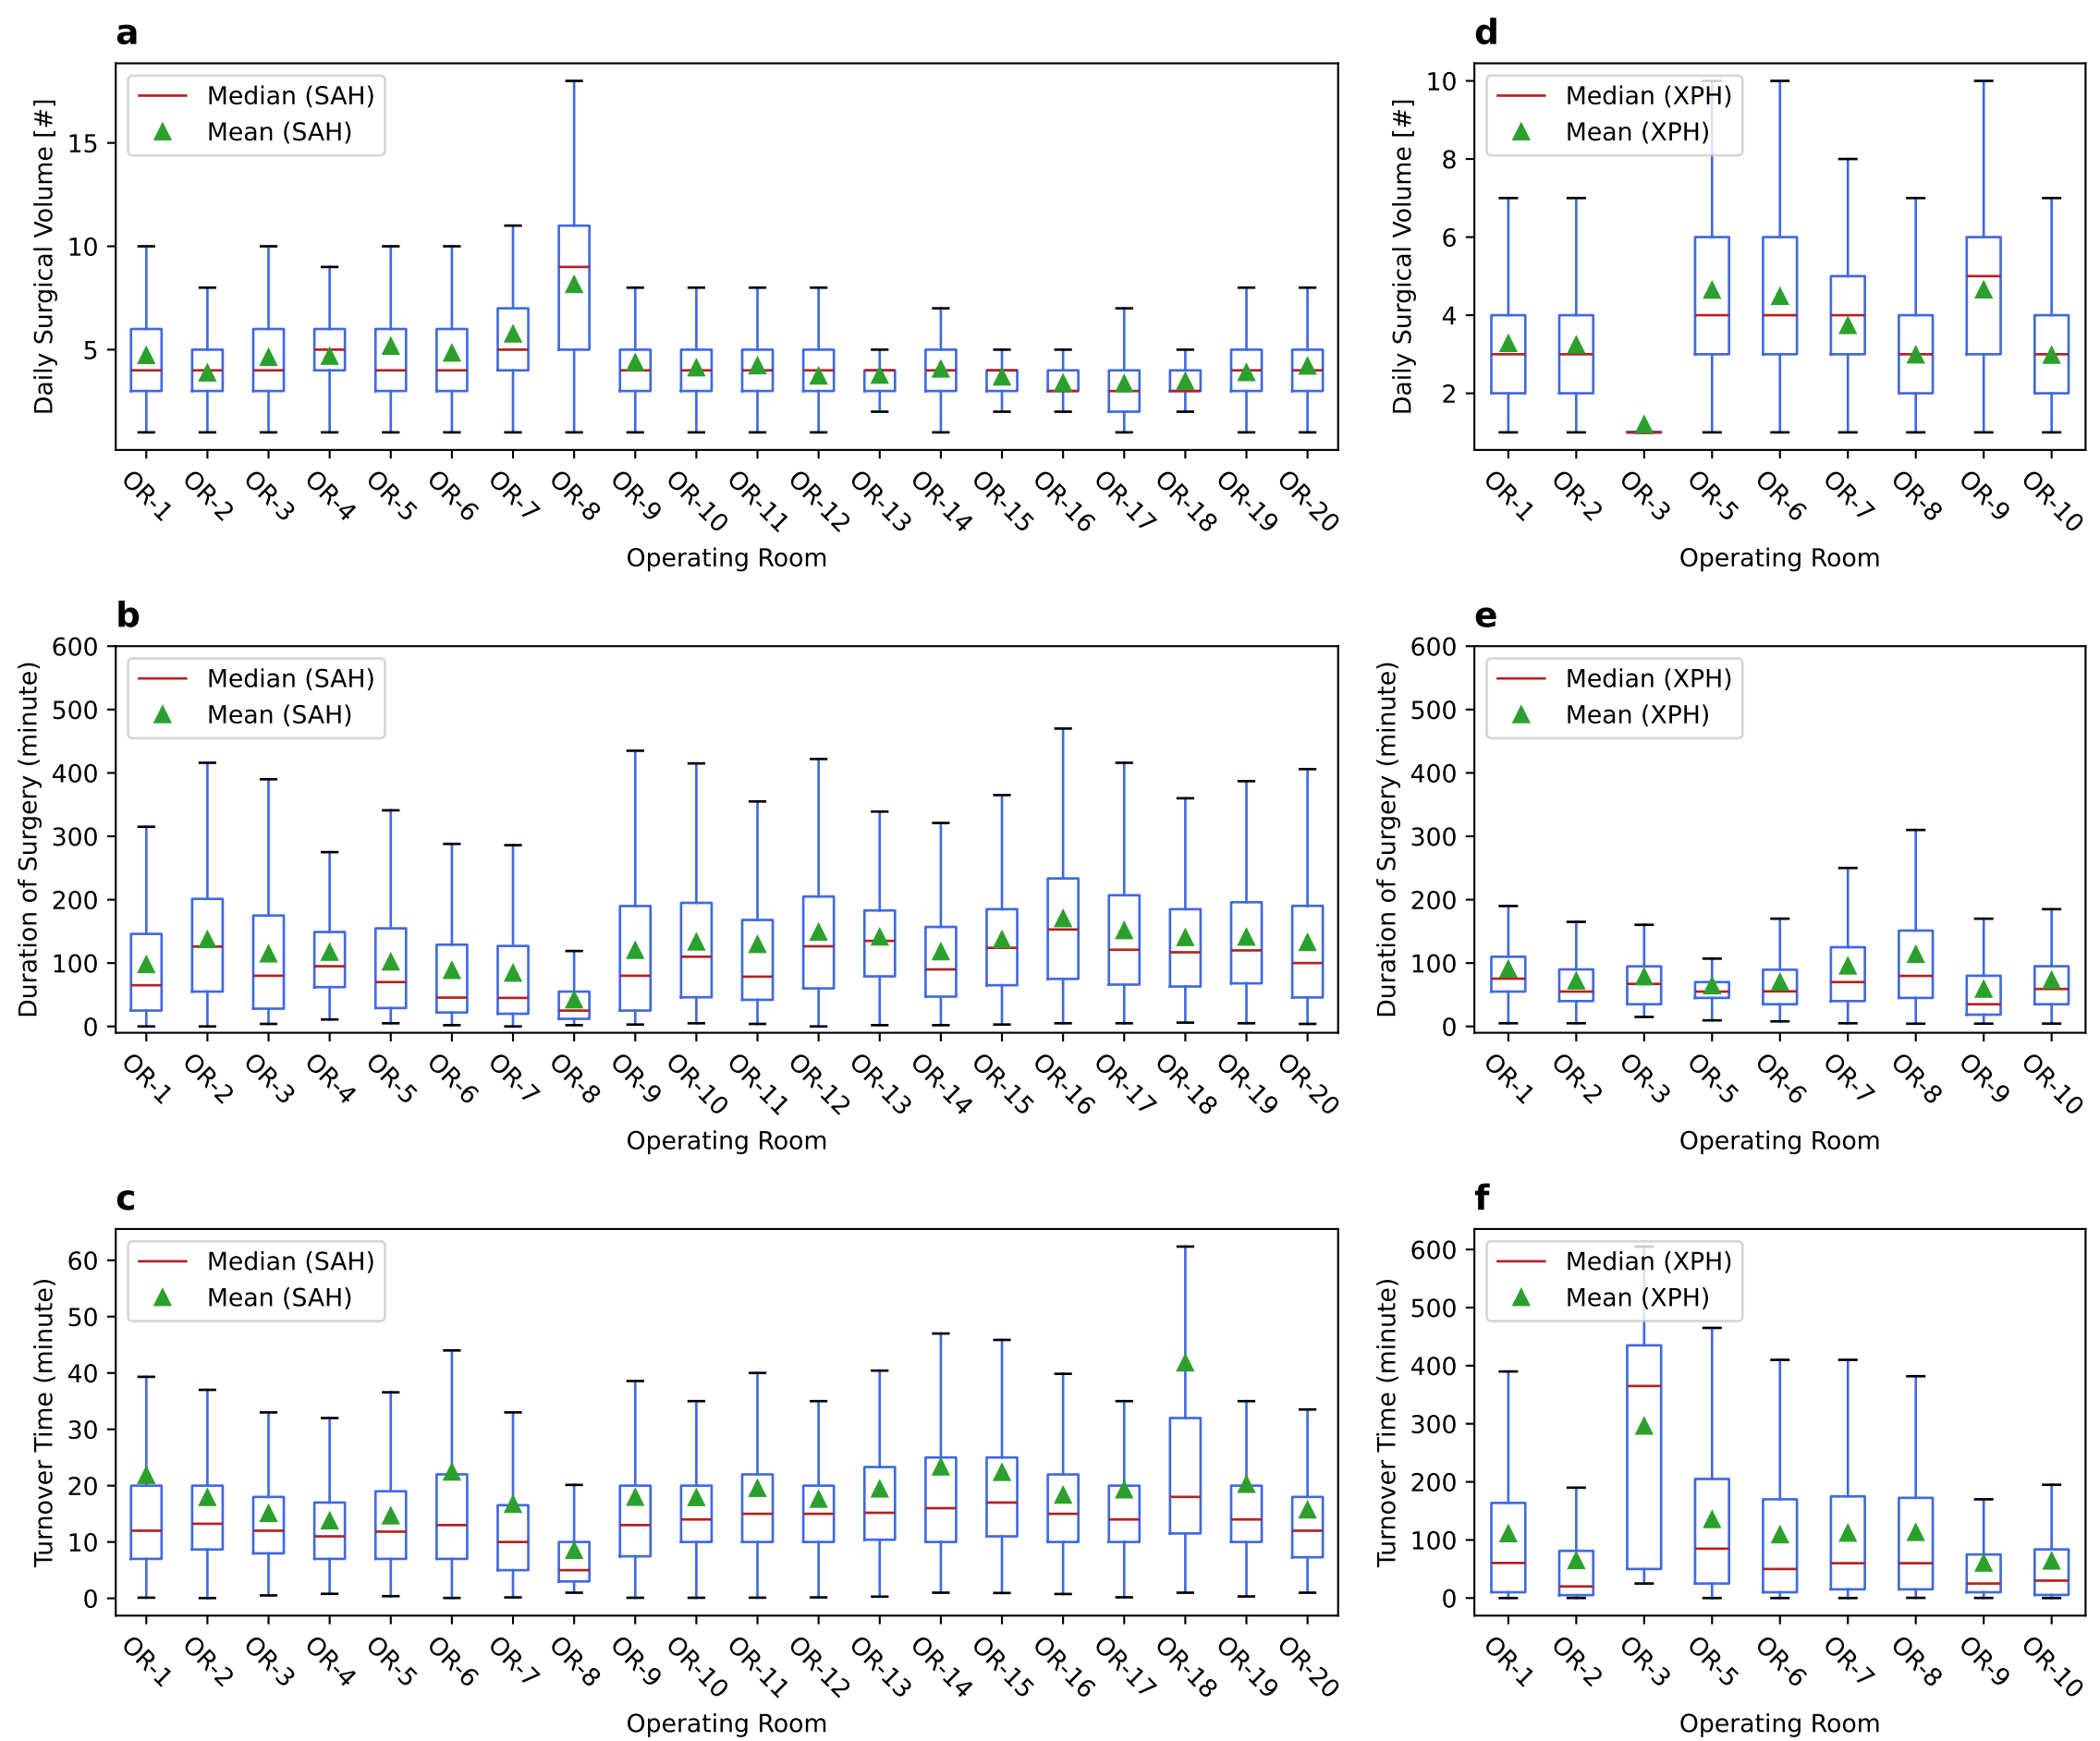 a
Median (SAH)
Mean (SAH)
Daily Surgical Volume [#]
15
10
5
OR-1 OR-2 OR-3 OR-4 OR-5 OR-6 OR-7 OR-8 OR-9 OR-10 OR-11 OR-12 OR-13 OR-14 OR-15 OR-16 OR-17 OR-18 OR-19 OR-20
Operating Room
d
Median (XPH)
Mean (XPH)
Daily Surgical Volume [#]
10
8
6
4
2
OR-1 OR-2 OR-3 OR-5 OR-6 OR-7 OR-8 OR-9 OR-10
Operating Room
b
Median (SAH)
Mean (SAH)
Duration of Surgery (minute)
600
500
400
300
200
100
0
OR-1 OR-2 OR-3 OR-4 OR-5 OR-6 OR-7 OR-8 OR-9 OR-10 OR-11 OR-12 OR-13 OR-14 OR-15 OR-16 OR-17 OR-18 OR-19 OR-20
Operating Room
e
Median (XPH)
Mean (XPH)
Duration of Surgery (minute)
600
500
400
300
200
100
0
OR-1 OR-2 OR-3 OR-5 OR-6 OR-7 OR-8 OR-9 OR-10
Operating Room
c
Median (SAH)
Mean (SAH)
Turnover Time (minute)
60
50
40
30
20
10
0
OR-1 OR-2 OR-3 OR-4 OR-5 OR-6 OR-7 OR-8 OR-9 OR-10 OR-11 OR-12 OR-13 OR-14 OR-15 OR-16 OR-17 OR-18 OR-19 OR-20
Operating Room
f
Median (XPH)
Mean (XPH)
Turnover Time (minute)
600
500
400
300
200
100
0
OR-1 OR-2 OR-3 OR-5 OR-6 OR-7 OR-8 OR-9 OR-10
Operating Room